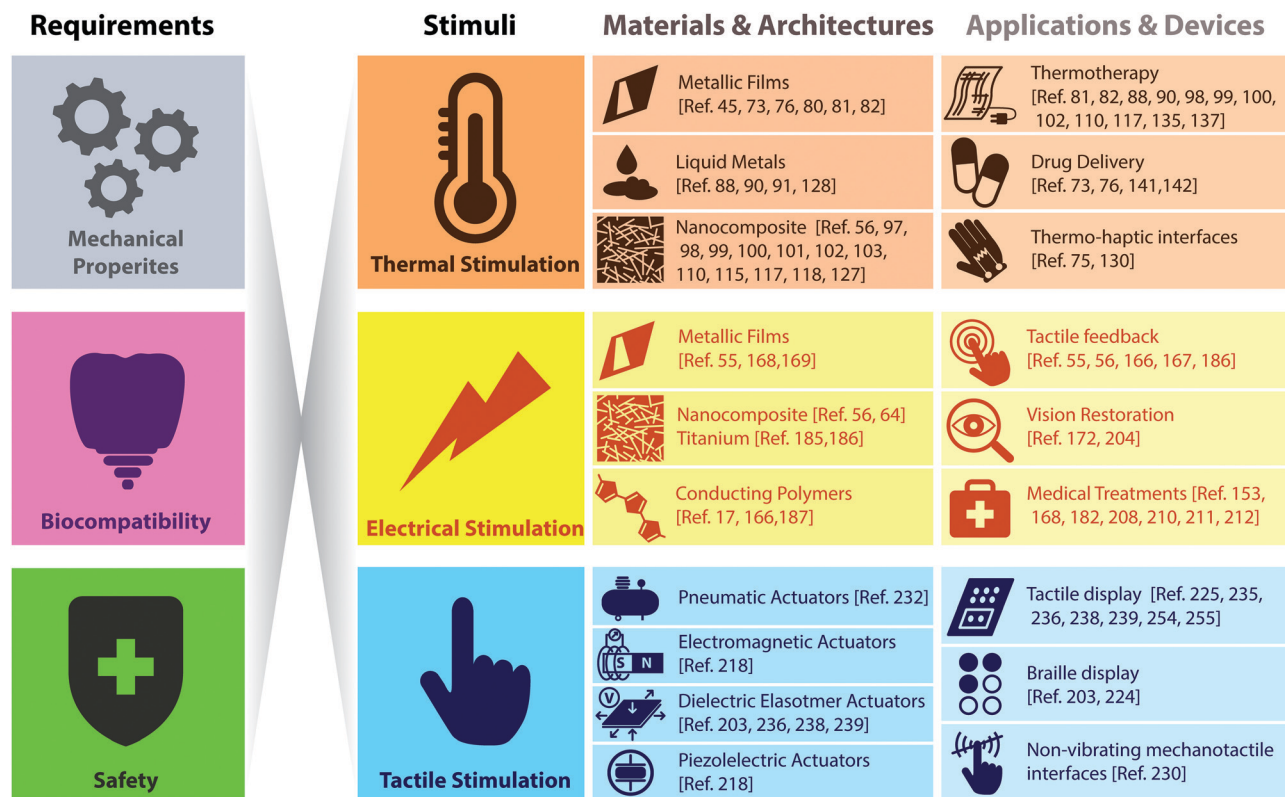 Requirements
Stimuli
Materials & Architectures
Applications & Devices
Mechanical
Properites
Thermal Stimulation
Metallic Films
[Ref. 45, 73, 76, 80, 81, 82]
Liquid Metals
[Ref. 88, 90, 91, 128]
Nanocomposite [Ref. 56, 97,
98, 99, 100, 101, 102, 103,
110, 115, 117, 118, 127]
Thermotherapy
[Ref. 81, 82, 88, 90, 98, 99, 100,
102, 110, 117, 135, 137]
Drug Delivery
[Ref. 73, 76, 141,142]
Thermo-haptic interfaces
[Ref. 75, 130]
Biocompatibility
Electrical Stimulation
Metallic Films
[Ref. 55, 168,169]
Nanocomposite [Ref. 56, 64]
Titanium [Ref. 185,186]
Conducting Polymers
[Ref. 17, 166,187]
Tactile feedback
[Ref. 55, 56, 166, 167, 186]
Vision Restoration
[Ref. 172, 204]
Medical Treatments [Ref. 153,
168, 182, 208, 210, 211, 212]
Safety
Tactile Stimulation
Pneumatic Actuators [Ref. 232]
S N
Electromagnetic Actuators
[Ref. 218]
V
Dielectric Elasotmer Actuators
[Ref. 203, 236, 238, 239]
Piezolelectric Actuators
[Ref. 218]
Tactile display [Ref. 225, 235,
236, 238, 239, 254, 255]
Braille display
[Ref. 203, 224]
Non-vibrating mechanotactile
interfaces [Ref. 230]